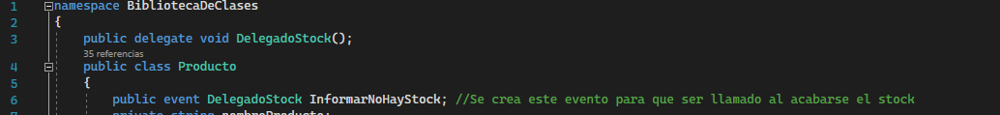 1 namespace BibliotecaDeClases
2 {
3 public delegate void DelegadoStock();
35 referencias
4 public class Producto
5 {
6 public event DelegadoStock InformarNoHayStock; //Se crea este evento para que ser llamado al acabarse el stock
7 private string nombreProducto;